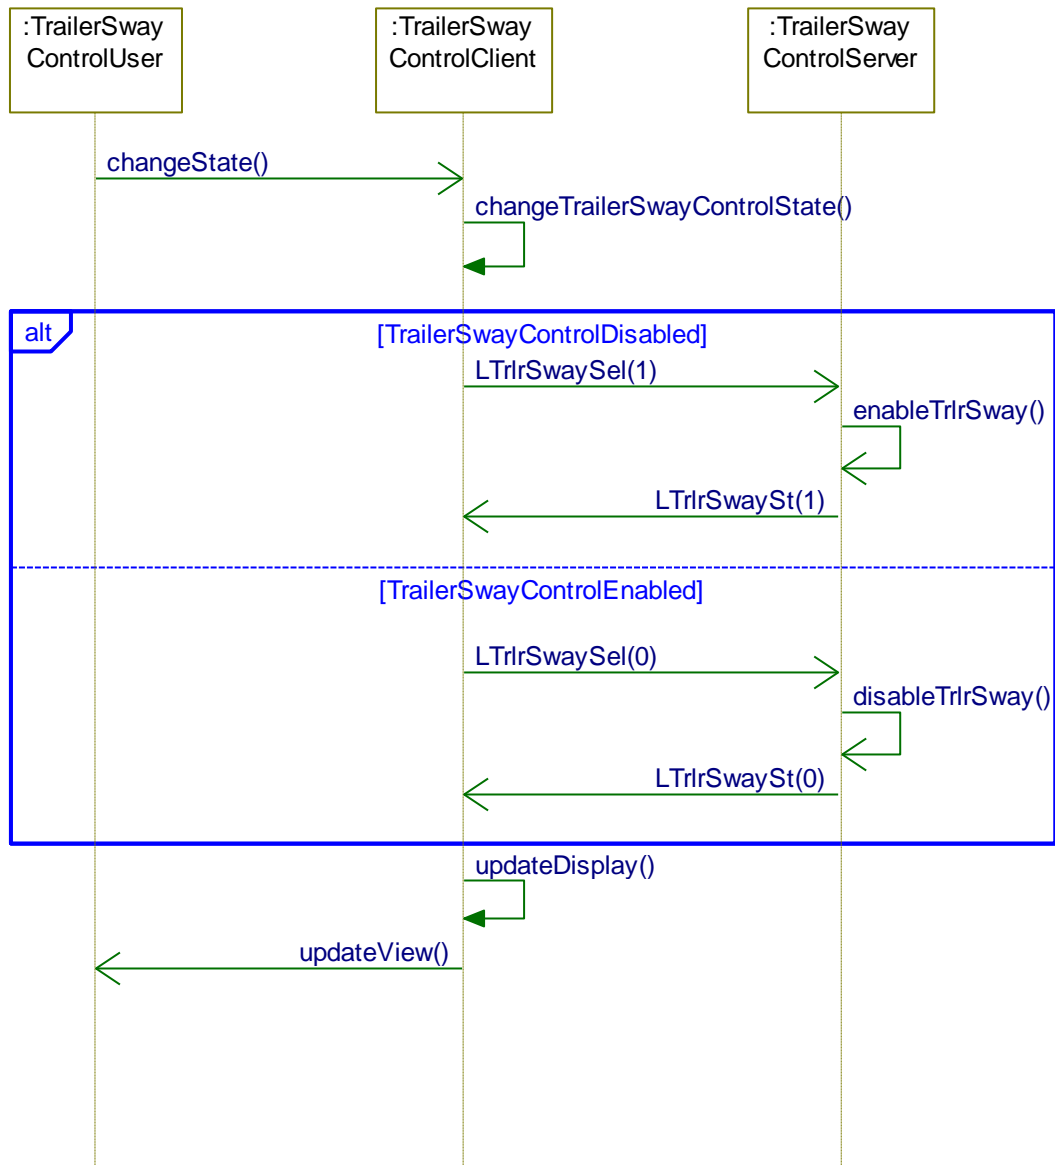 :TrailerSway
ControlUser
:TrailerSway
ControlClient
:TrailerSway
ControlServer
changeState()
changeTrailerSwayControlState()
alt
[TrailerSwayControlDisabled]
LTrlrSwaySel(1)
enableTrlrSway()
LTrlrSwaySt(1)
[TrailerSwayControlEnabled]
LTrlrSwaySel(0)
disableTrlrSway()
LTrlrSwaySt(0)
updateDisplay()
updateView()